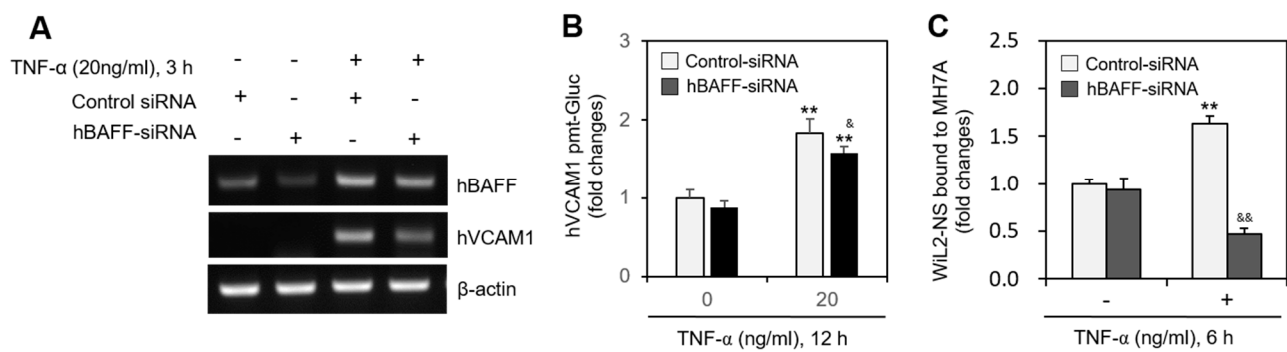 A
TNF-α (20ng/ml), 3 h - - + +
Control siRNA + - + -
hBAFF-siRNA - + - +
hBAFF
hVCAM1
β-actin
B
hVCAM1 pmt-Gluc
(fold changes)
3
2
1
0
Control-siRNA
hBAFF-siRNA
**
&
**
0 20
TNF-α (ng/ml), 12 h
C
WiL2-NS bound to MH7A
(fold changes)
2.5
2.0
1.5
1.0
0.5
0.0
Control-siRNA
hBAFF-siRNA
**
&&
- +
TNF-α (ng/ml), 6 h